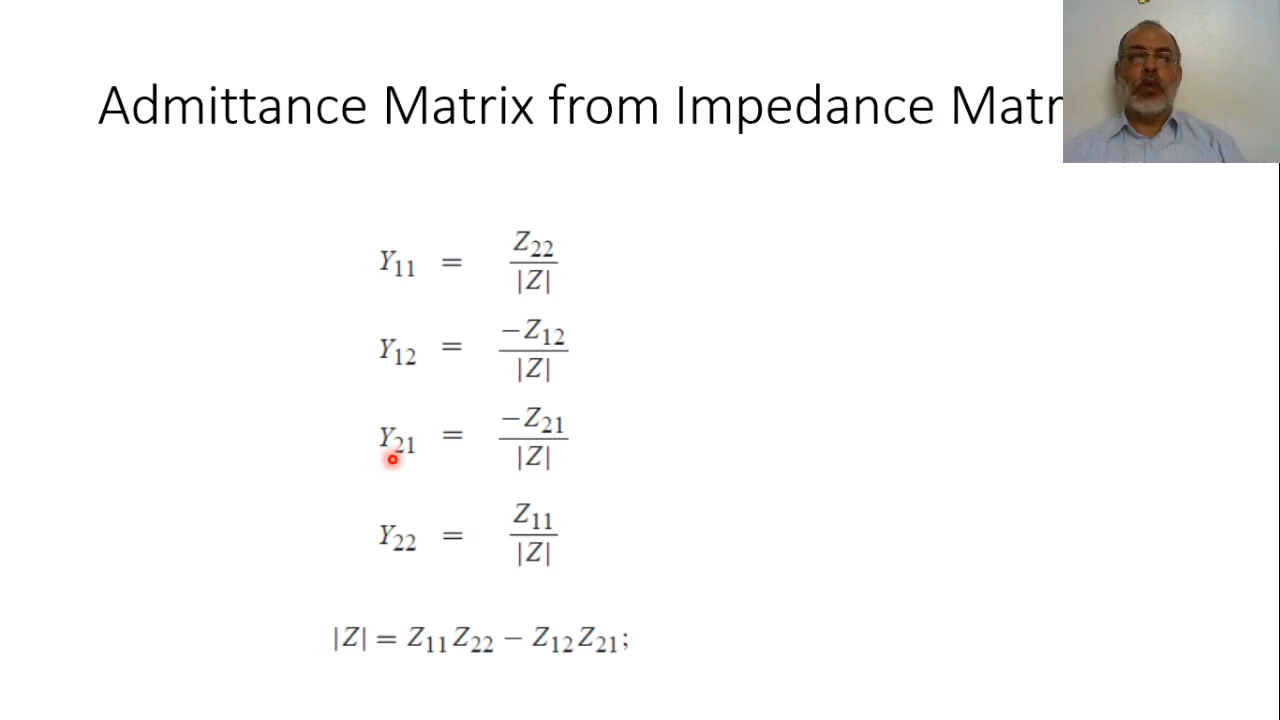 Admittance Matrix from Impedance Matr
Y11 = Z22 / |Z|
Y12 = −Z12 / |Z|
Y21 = −Z21 / |Z|
Y22 = Z11 / |Z|
|Z| = Z11Z22 − Z12Z21;